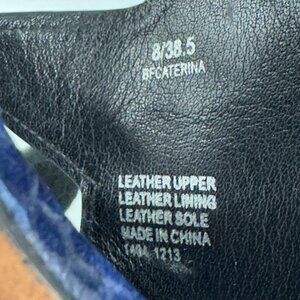 8/38.5
BFCATERINA
LEATHER UPPER
LEATHER LINING
LEATHER SOLE
MADE IN CHINA
1404 1213